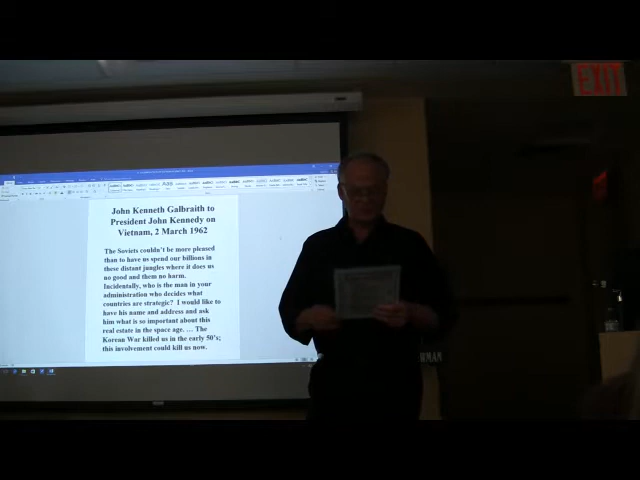 EXIT
John Kenneth Galbraith to
President John Kennedy on
Vietnam, 2 March 1962
The Soviets couldn't be more pleased
than to have us spend our billions in
these distant jungles where it does us
no good and them no harm.
Incidentally, who is the man in your
administration who decides what
countries are strategic?  I would like to
have his name and address and ask
him what is so important about this
real estate in the space age. … The
Korean War killed us in the early 50's;
this involvement could kill us now.